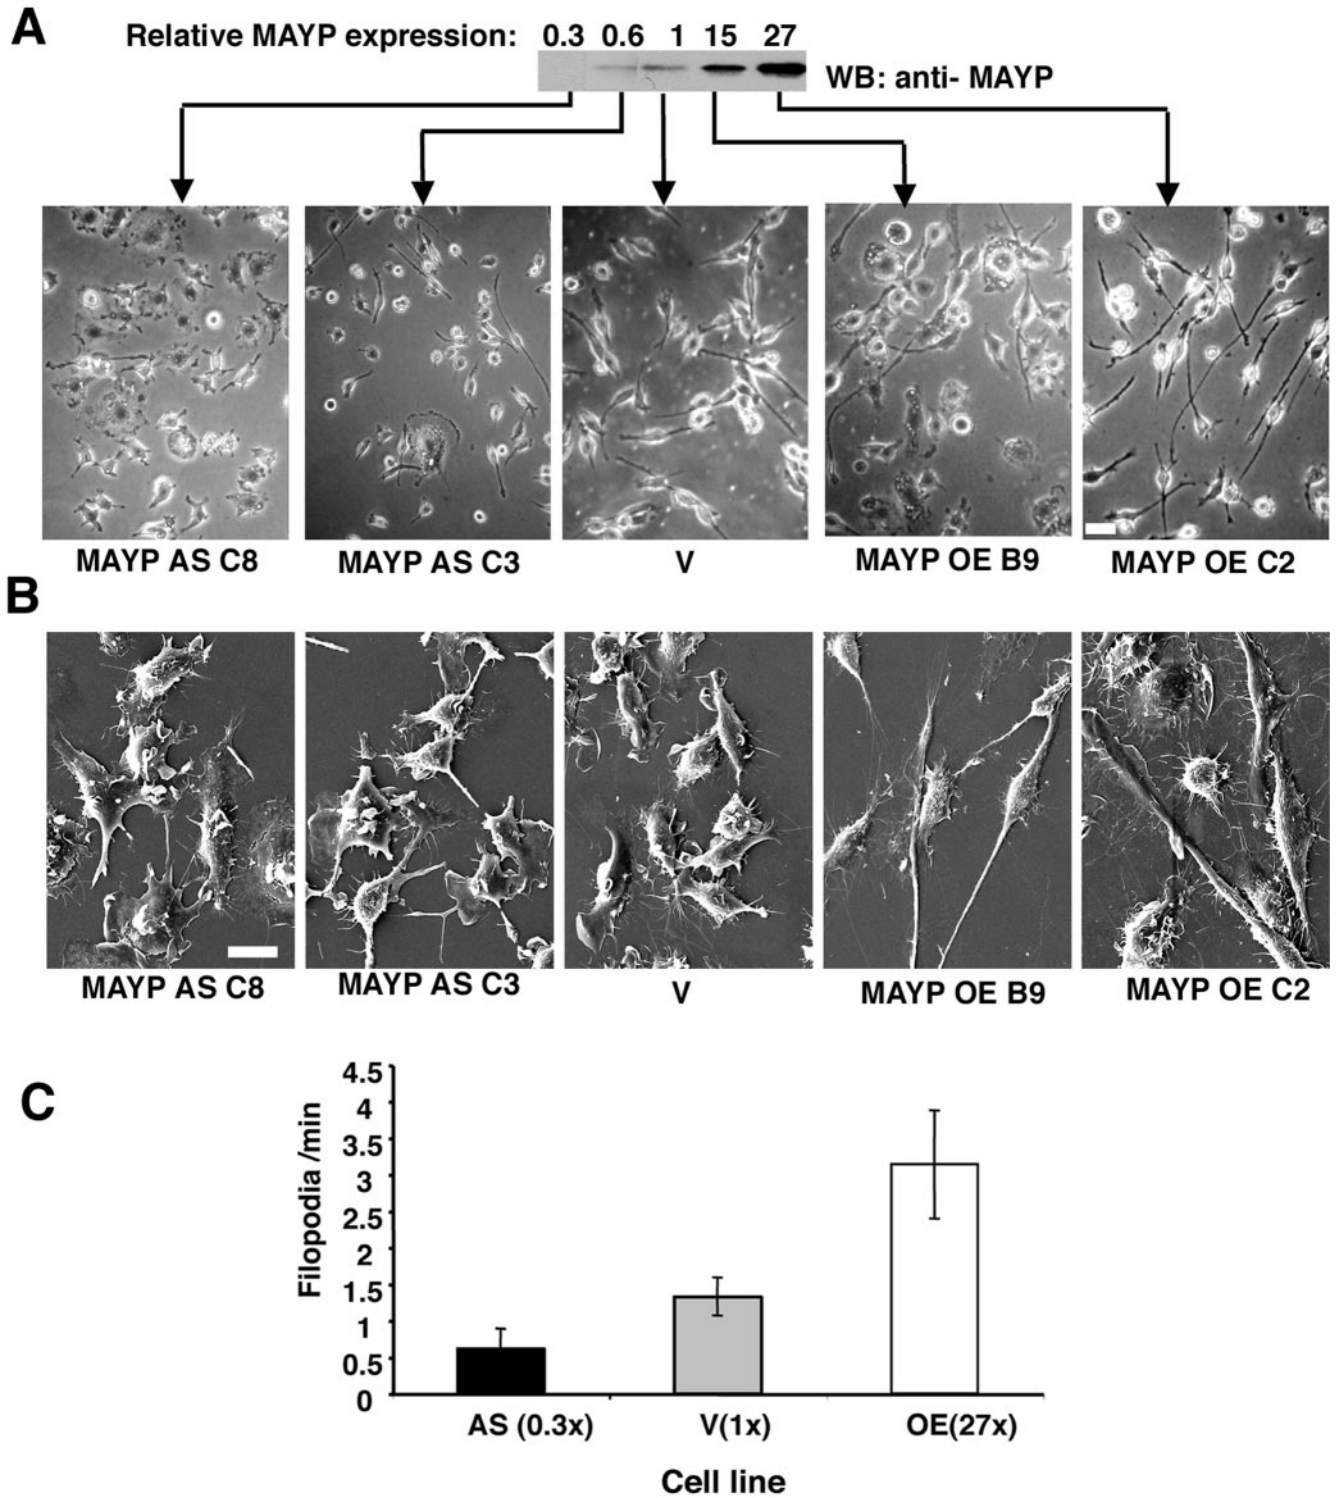 A
Relative MAYP expression: 0.3 0.6 1 15 27
WB: anti- MAYP
MAYP AS C8 MAYP AS C3 V MAYP OE B9 MAYP OE C2
B
MAYP AS C8 MAYP AS C3 V MAYP OE B9 MAYP OE C2
C
Filopodia /min
4.5
4
3.5
3
2.5
2
1.5
1
0.5
0
AS (0.3x) V(1x) OE(27x)
Cell line